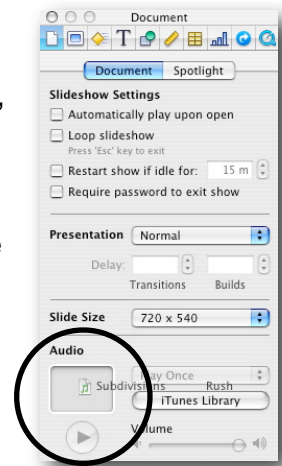 Document
T
Document Spotlight
Slideshow Settings
Automatically play upon open
Loop slideshow
Press 'Esc' key to exit
Restart show if idle for: 15 m
Require password to exit show
Presentation Normal
Delay:
Transitions Builds
Slide Size 720 x 540
Audio
Play Once
Subdivisions Rush
iTunes Library
Volume